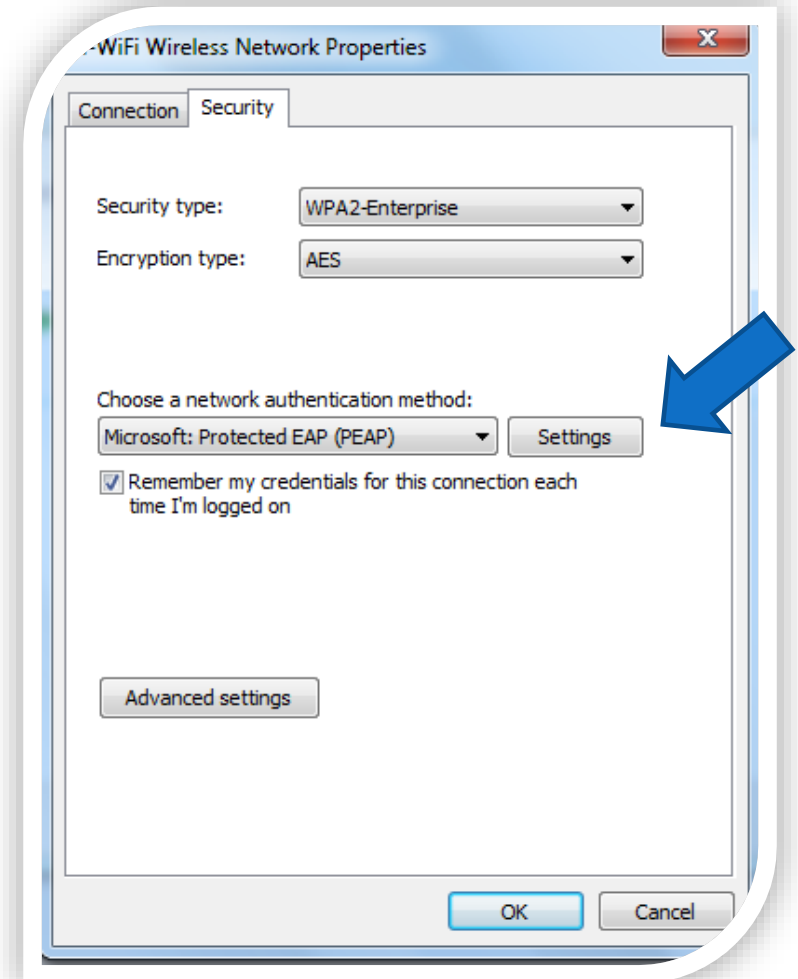 -WiFi Wireless Network Properties
Connection Security
Security type: WPA2-Enterprise
Encryption type: AES
Choose a network authentication method:
Microsoft: Protected EAP (PEAP) Settings
Remember my credentials for this connection each
time I'm logged on
Advanced settings
OK Cancel